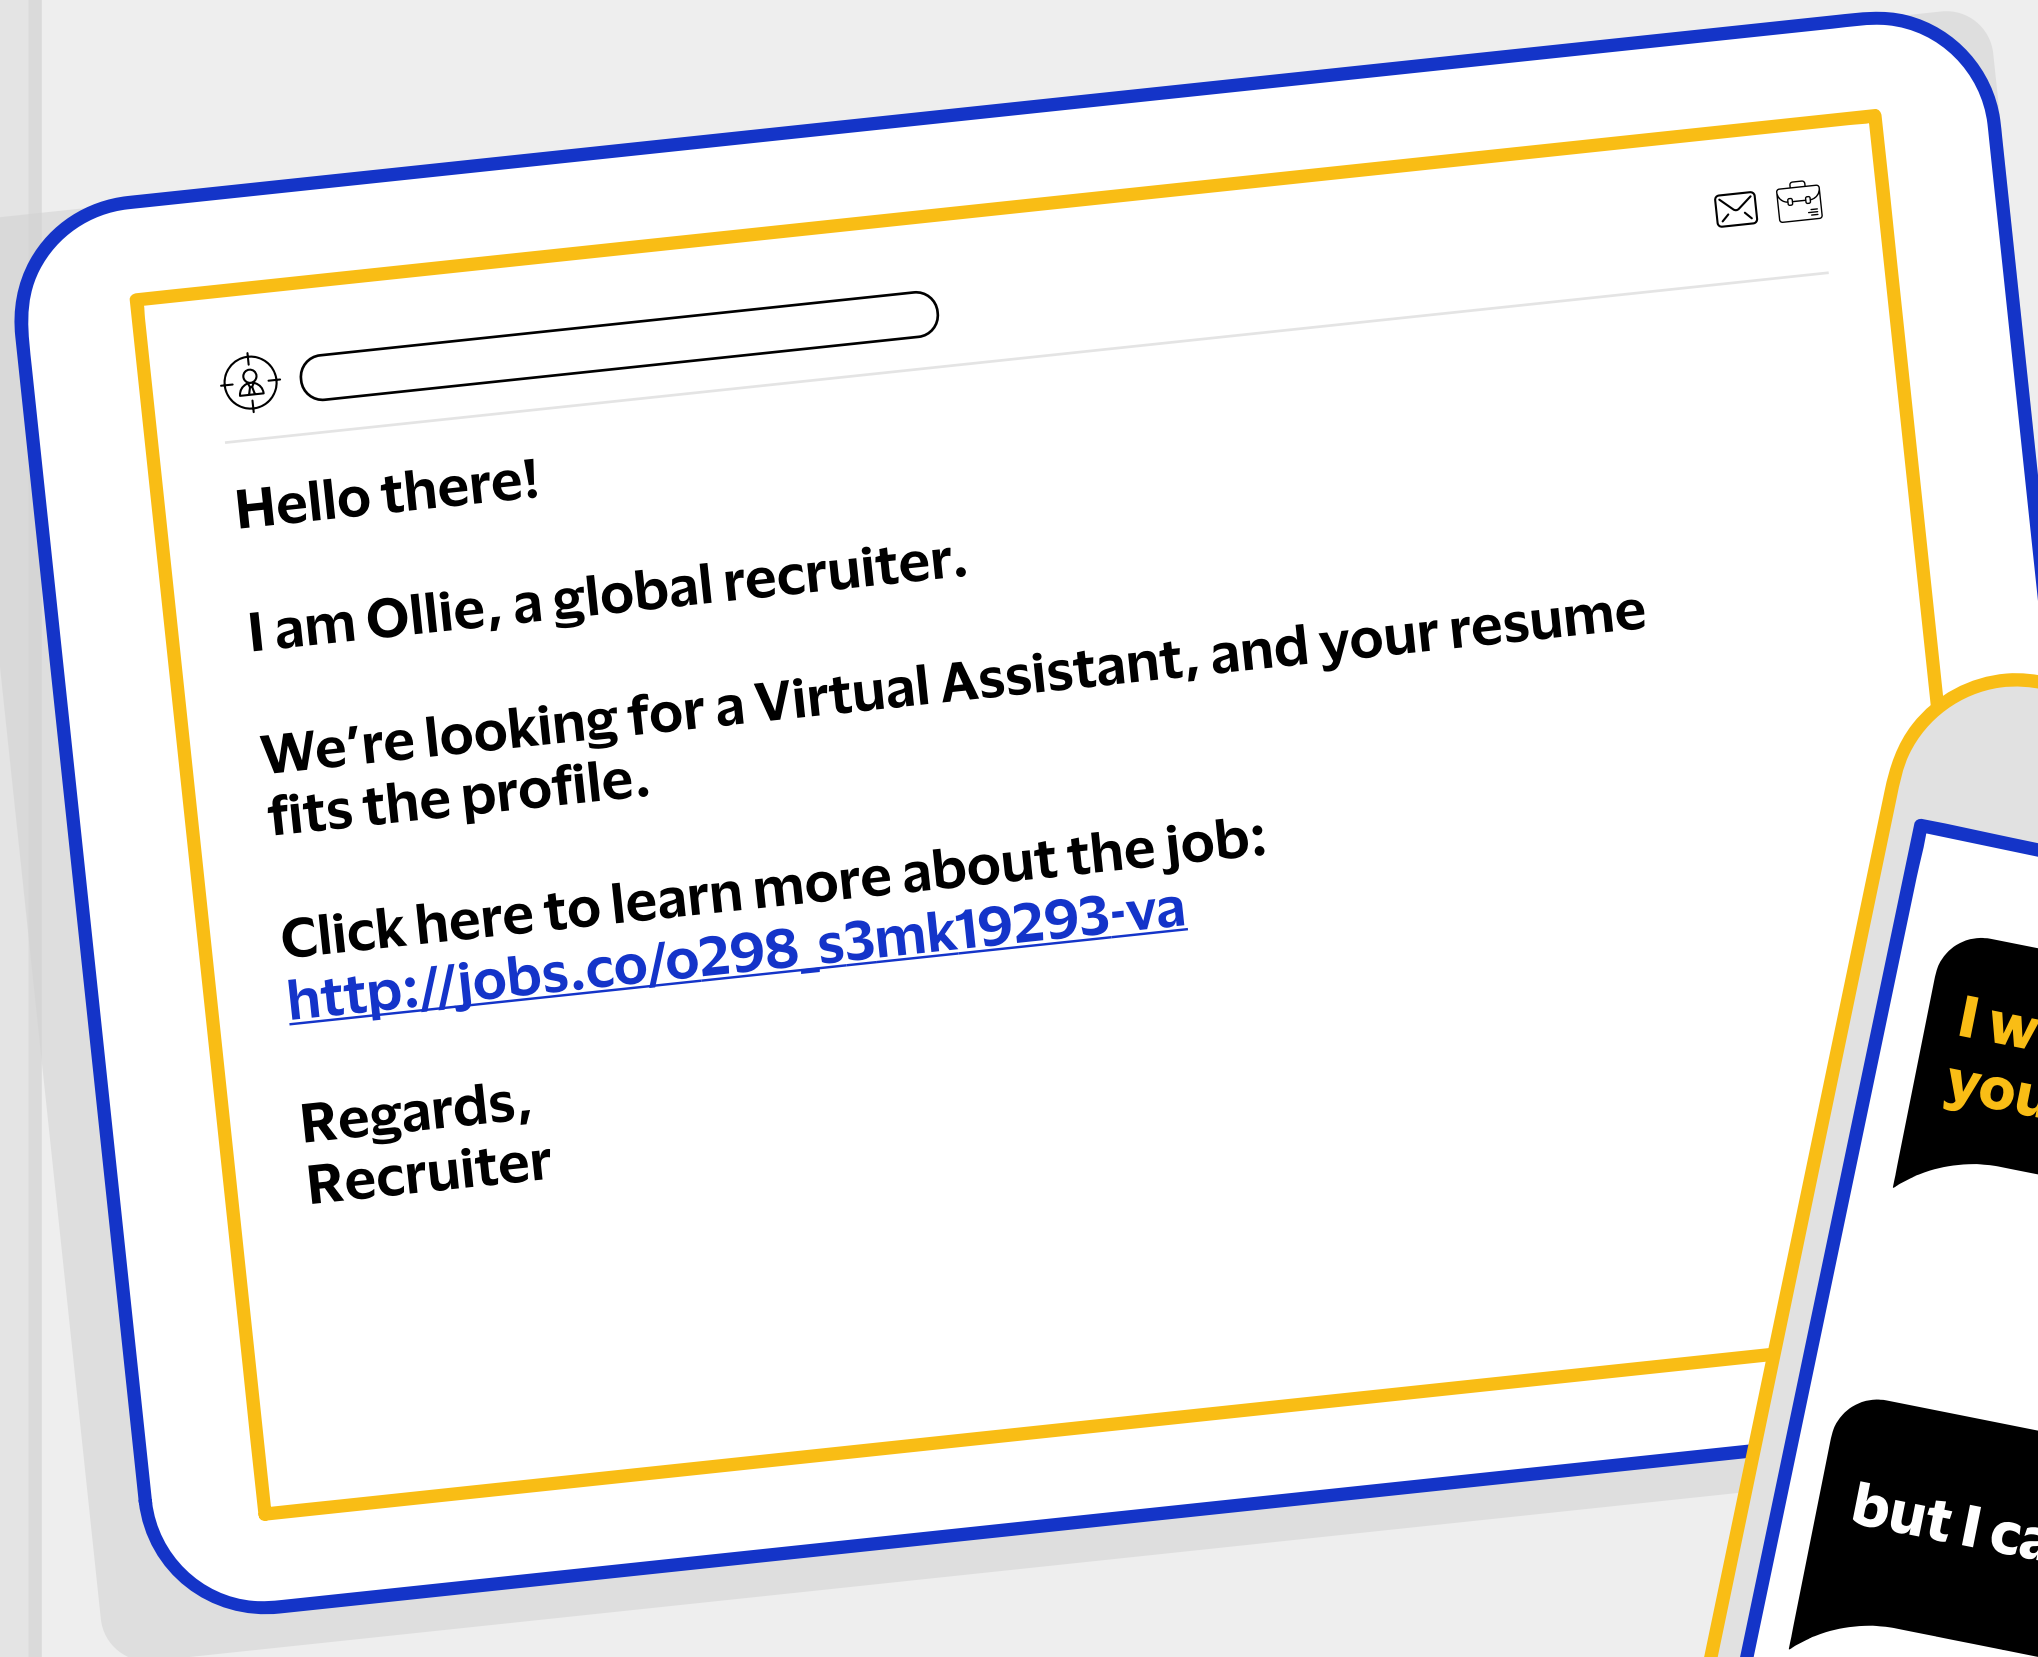 Hello there!
I am Ollie, a global recruiter.
We’re looking for a Virtual Assistant, and your resume
fits the profile.
Click here to learn more about the job:
http://jobs.co/o298_s3mk19293-va
Regards,
Recruiter
I w
you
but I ca